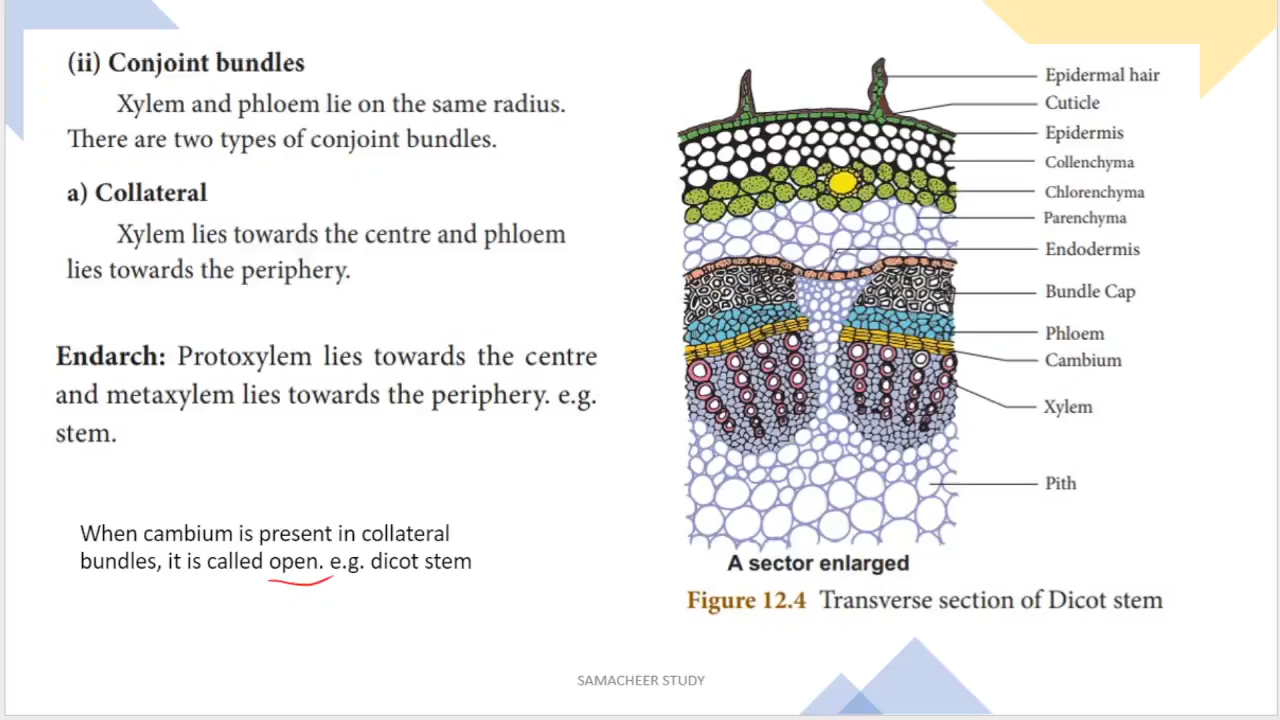 (ii) Conjoint bundles
Xylem and phloem lie on the same radius.
There are two types of conjoint bundles.
a) Collateral
Xylem lies towards the centre and phloem
lies towards the periphery.
Endarch: Protoxylem lies towards the centre
and metaxylem lies towards the periphery. e.g.
stem.
When cambium is present in collateral
bundles, it is called open. e.g. dicot stem
Epidermal hair
Cuticle
Epidermis
Collenchyma
Chlorenchyma
Parenchyma
Endodermis
Bundle Cap
Phloem
Cambium
Xylem
Pith
A sector enlarged
Figure 12.4 Transverse section of Dicot stem
SAMACHEER STUDY